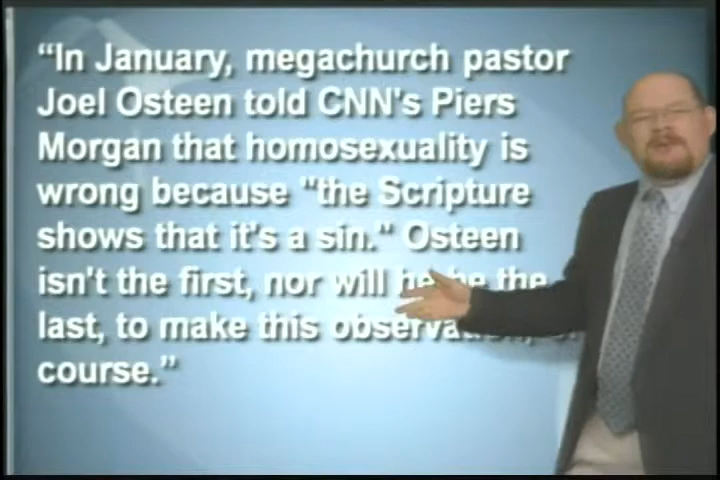 “In January, megachurch pastor
Joel Osteen told CNN's Piers
Morgan that homosexuality is
wrong because "the Scripture
shows that it's a sin." Osteen
isn't the first, nor will he be the
last, to make this
course.”